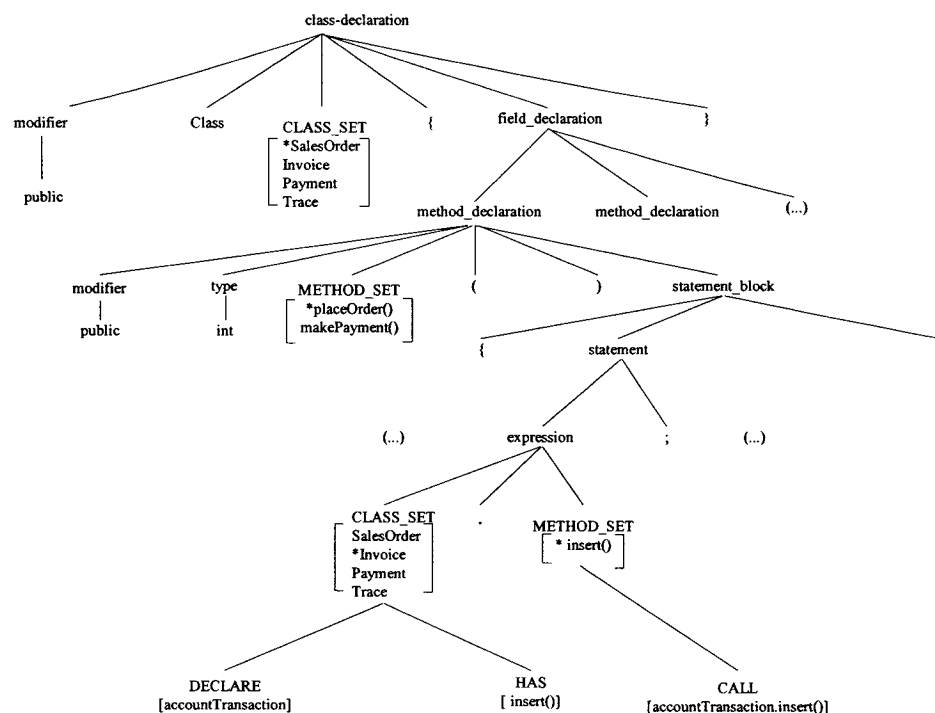 class-declaration
modifier Class CLASS_SET { field_declaration }
*SalesOrder
Invoice
Payment
Trace
public
method_declaration method_declaration (...)
modifier type METHOD_SET ( ) statement_block
*placeOrder()
makePayment()
public int
{ statement
(...) expression ; (...)
CLASS_SET . METHOD_SET
SalesOrder
*Invoice
Payment
Trace
* insert()
DECLARE HAS CALL
[accountTransaction] [ insert()] [accountTransaction.insert()]